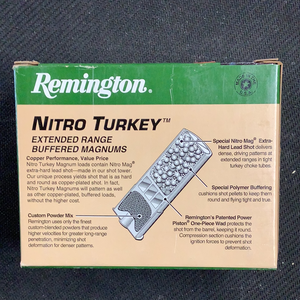 Remington®
NITRO TURKEY™
EXTENDED RANGE
BUFFERED MAGNUMS
Copper Performance, Value Price
Nitro Turkey Magnum loads contain Nitro Mag®
extra-hard lead shot—made in our own shot tower.
Our unique process yields shot that is as hard
and round as copper-plated shot. In fact,
Nitro Turkey Magnums will pattern as well
as other copper-plated, buffered loads,
without the higher cost.
Custom Powder Mix
Remington uses only the finest
custom-blended powders that produce
high velocities for greater long-range
penetration, minimizing shot
deformation for denser patterns.
Special Nitro Mag® Extra-
Hard Lead Shot delivers
dense, driving patterns at
extended ranges in tight
turkey choke tubes.
Special Polymer Buffering
cushions shot pellets to keep them
round and flying tight and true.
Remington's Patented Power
Piston® One-Piece Wad protects the
shot from the barrel, keeping it round.
Compression section cushions the
ignition forces to prevent shot
deformation.